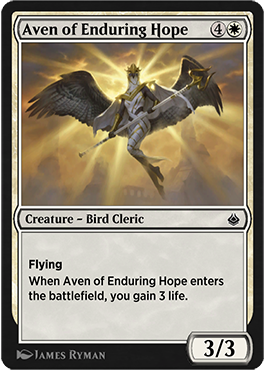 Aven of Enduring Hope 4
Creature – Bird Cleric
Flying
When Aven of Enduring Hope enters
the battlefield, you gain 3 life.
3/3
James Ryman